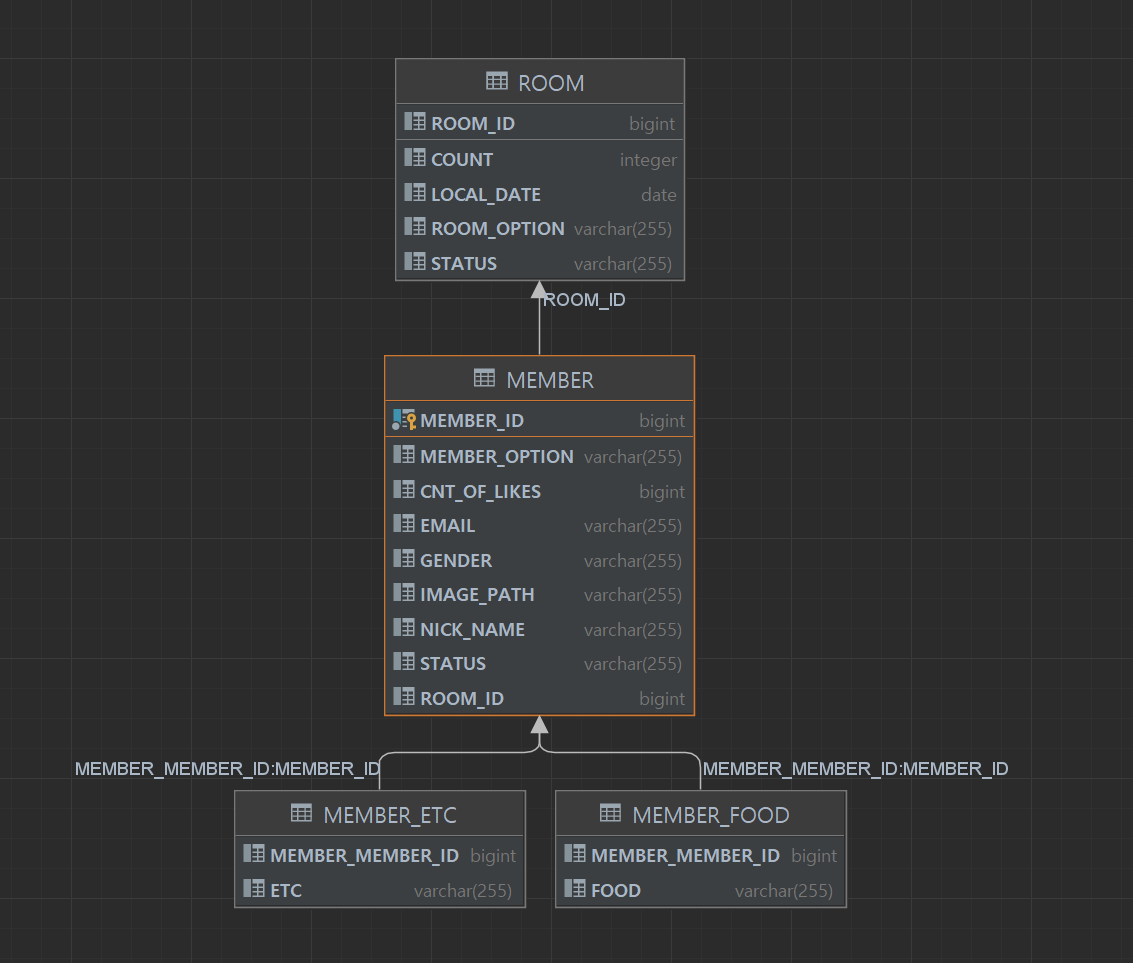 ROOM
ROOM_ID bigint
COUNT integer
LOCAL_DATE date
ROOM_OPTION varchar(255)
STATUS varchar(255)
ROOM_ID
MEMBER
MEMBER_ID bigint
MEMBER_OPTION varchar(255)
CNT_OF_LIKES bigint
EMAIL varchar(255)
GENDER varchar(255)
IMAGE_PATH varchar(255)
NICK_NAME varchar(255)
STATUS varchar(255)
ROOM_ID bigint
MEMBER_MEMBER_ID:MEMBER_ID
MEMBER_MEMBER_ID:MEMBER_ID
MEMBER_ETC
MEMBER_MEMBER_ID bigint
ETC varchar(255)
MEMBER_FOOD
MEMBER_MEMBER_ID bigint
FOOD varchar(255)